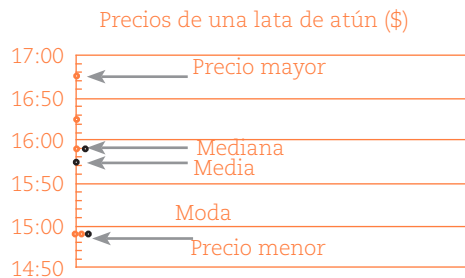 Precios de una lata de atún ($)
17:00
Precio mayor
16:50
16:00
Mediana
Media
15:50
Moda
15:00
Precio menor
14:50